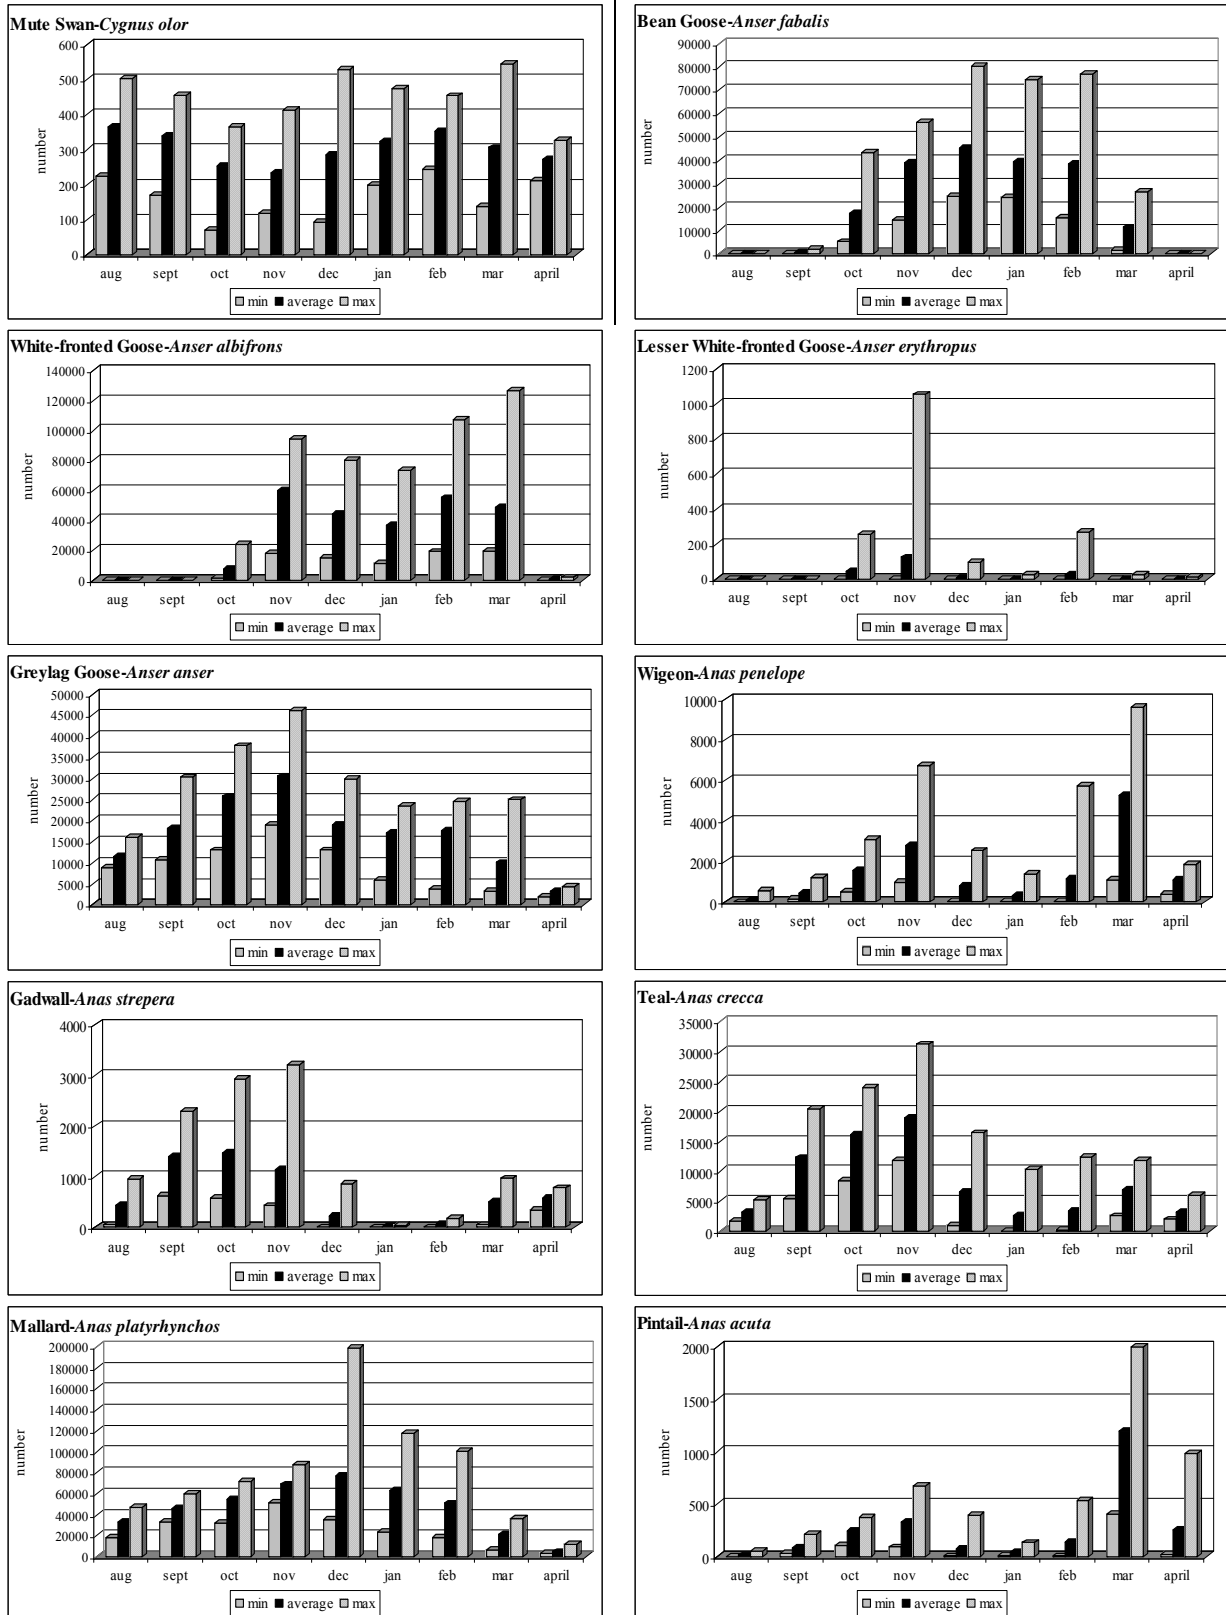 Mute Swan-Cygnus olor
600
500
400
300
200
100
0
number
aug sept oct nov dec jan feb mar april
min average max
Bean Goose-Anser fabalis
90000
80000
70000
60000
50000
40000
30000
20000
10000
0
number
aug sept oct nov dec jan feb mar april
min average max
White-fronted Goose-Anser albifrons
140000
120000
100000
80000
60000
40000
20000
0
number
aug sept oct nov dec jan feb mar april
min average max
Lesser White-fronted Goose-Anser erythropus
1200
1000
800
600
400
200
0
number
aug sept oct nov dec jan feb mar april
min average max
Greylag Goose-Anser anser
50000
45000
40000
35000
30000
25000
20000
15000
10000
5000
0
number
aug sept oct nov dec jan feb mar april
min average max
Wigeon-Anas penelope
10000
8000
6000
4000
2000
0
number
aug sept oct nov dec jan feb mar april
min average max
Gadwall-Anas strepera
4000
3000
2000
1000
0
number
aug sept oct nov dec jan feb mar april
min average max
Teal-Anas crecca
35000
30000
25000
20000
15000
10000
5000
0
number
aug sept oct nov dec jan feb mar april
min average max
Mallard-Anas platyrhynchos
200000
180000
160000
140000
120000
100000
80000
60000
40000
20000
0
number
aug sept oct nov dec jan feb mar april
min average max
Pintail-Anas acuta
2000
1500
1000
500
0
number
aug sept oct nov dec jan feb mar april
min average max